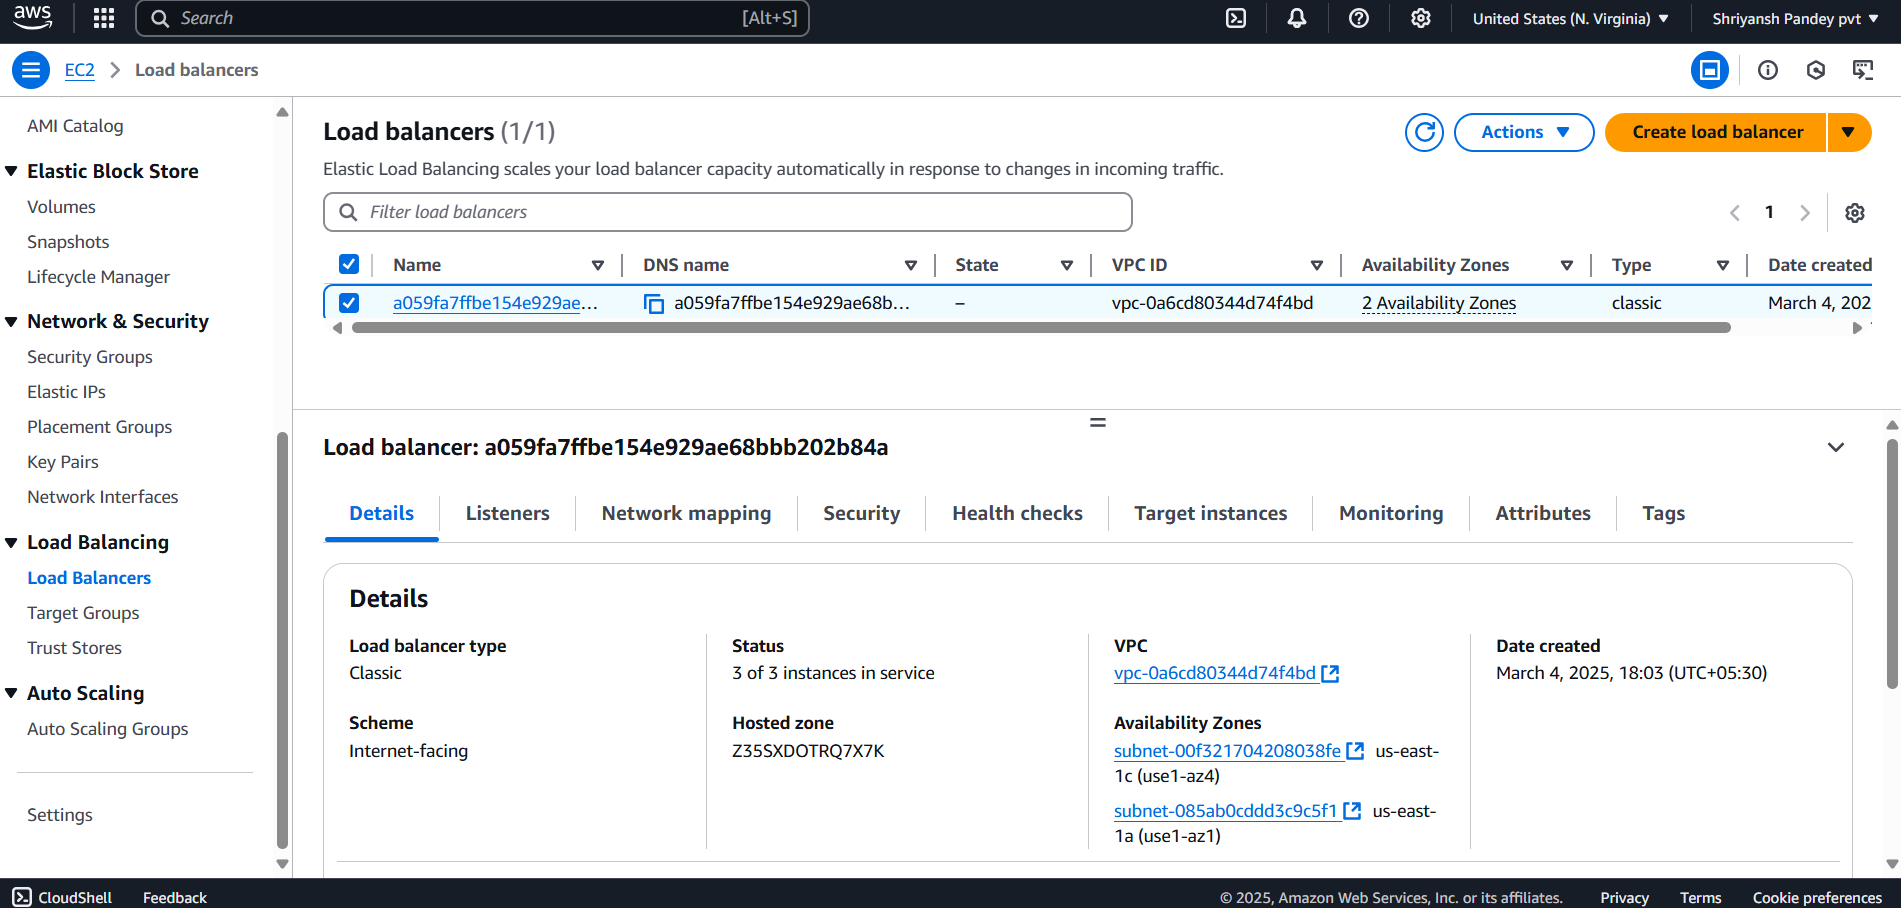 aws
Search [Alt+S]
United States (N. Virginia)
Shriyansh Pandey pvt
EC2 Load balancers
AMI Catalog
Elastic Block Store
Volumes
Snapshots
Lifecycle Manager
Network & Security
Security Groups
Elastic IPs
Placement Groups
Key Pairs
Network Interfaces
Load Balancing
Load Balancers
Target Groups
Trust Stores
Auto Scaling
Auto Scaling Groups
Settings
Load balancers (1/1)
Actions
Create load balancer
Elastic Load Balancing scales your load balancer capacity automatically in response to changes in incoming traffic.
Filter load balancers
1
Name DNS name State VPC ID Availability Zones Type Date created
a059fa7ffbe154e929ae... a059fa7ffbe154e929ae68b... – vpc-0a6cd80344d74f4bd 2 Availability Zones classic March 4, 202
Load balancer: a059fa7ffbe154e929ae68bbb202b84a
Details Listeners Network mapping Security Health checks Target instances Monitoring Attributes Tags
Details
Load balancer type
Classic
Status
3 of 3 instances in service
VPC
vpc-0a6cd80344d74f4bd
Date created
March 4, 2025, 18:03 (UTC+05:30)
Scheme
Internet-facing
Hosted zone
Z35SXDOTRQ7X7K
Availability Zones
subnet-00f321704208038fe us-east-
1c (use1-az4)
subnet-085ab0cddd3c9c5f1 us-east-
1a (use1-az1)
CloudShell Feedback © 2025, Amazon Web Services, Inc. or its affiliates. Privacy Terms Cookie preferences